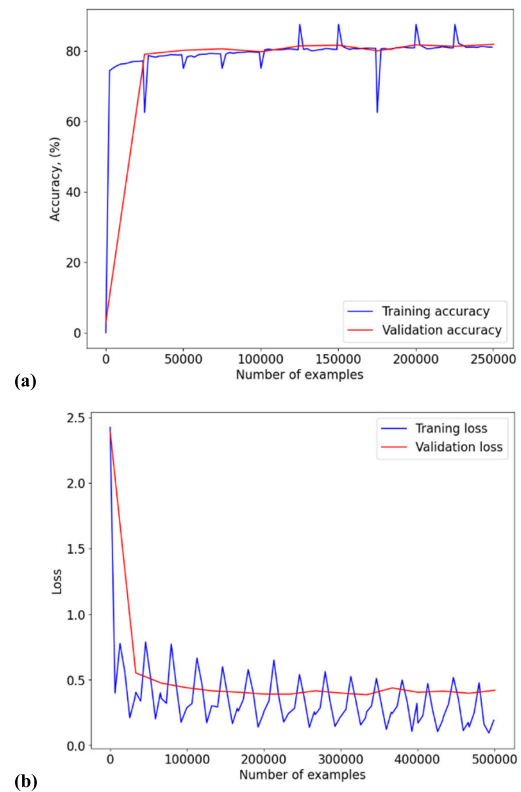 80
60
40
20
0
Accuracy, (%)
Training accuracy
Validation accuracy
0 50000 100000 150000 200000 250000
Number of examples
(a)
2.5
2.0
1.5
1.0
0.5
0.0
Loss
Traning loss
Validation loss
0 100000 200000 300000 400000 500000
Number of examples
(b)